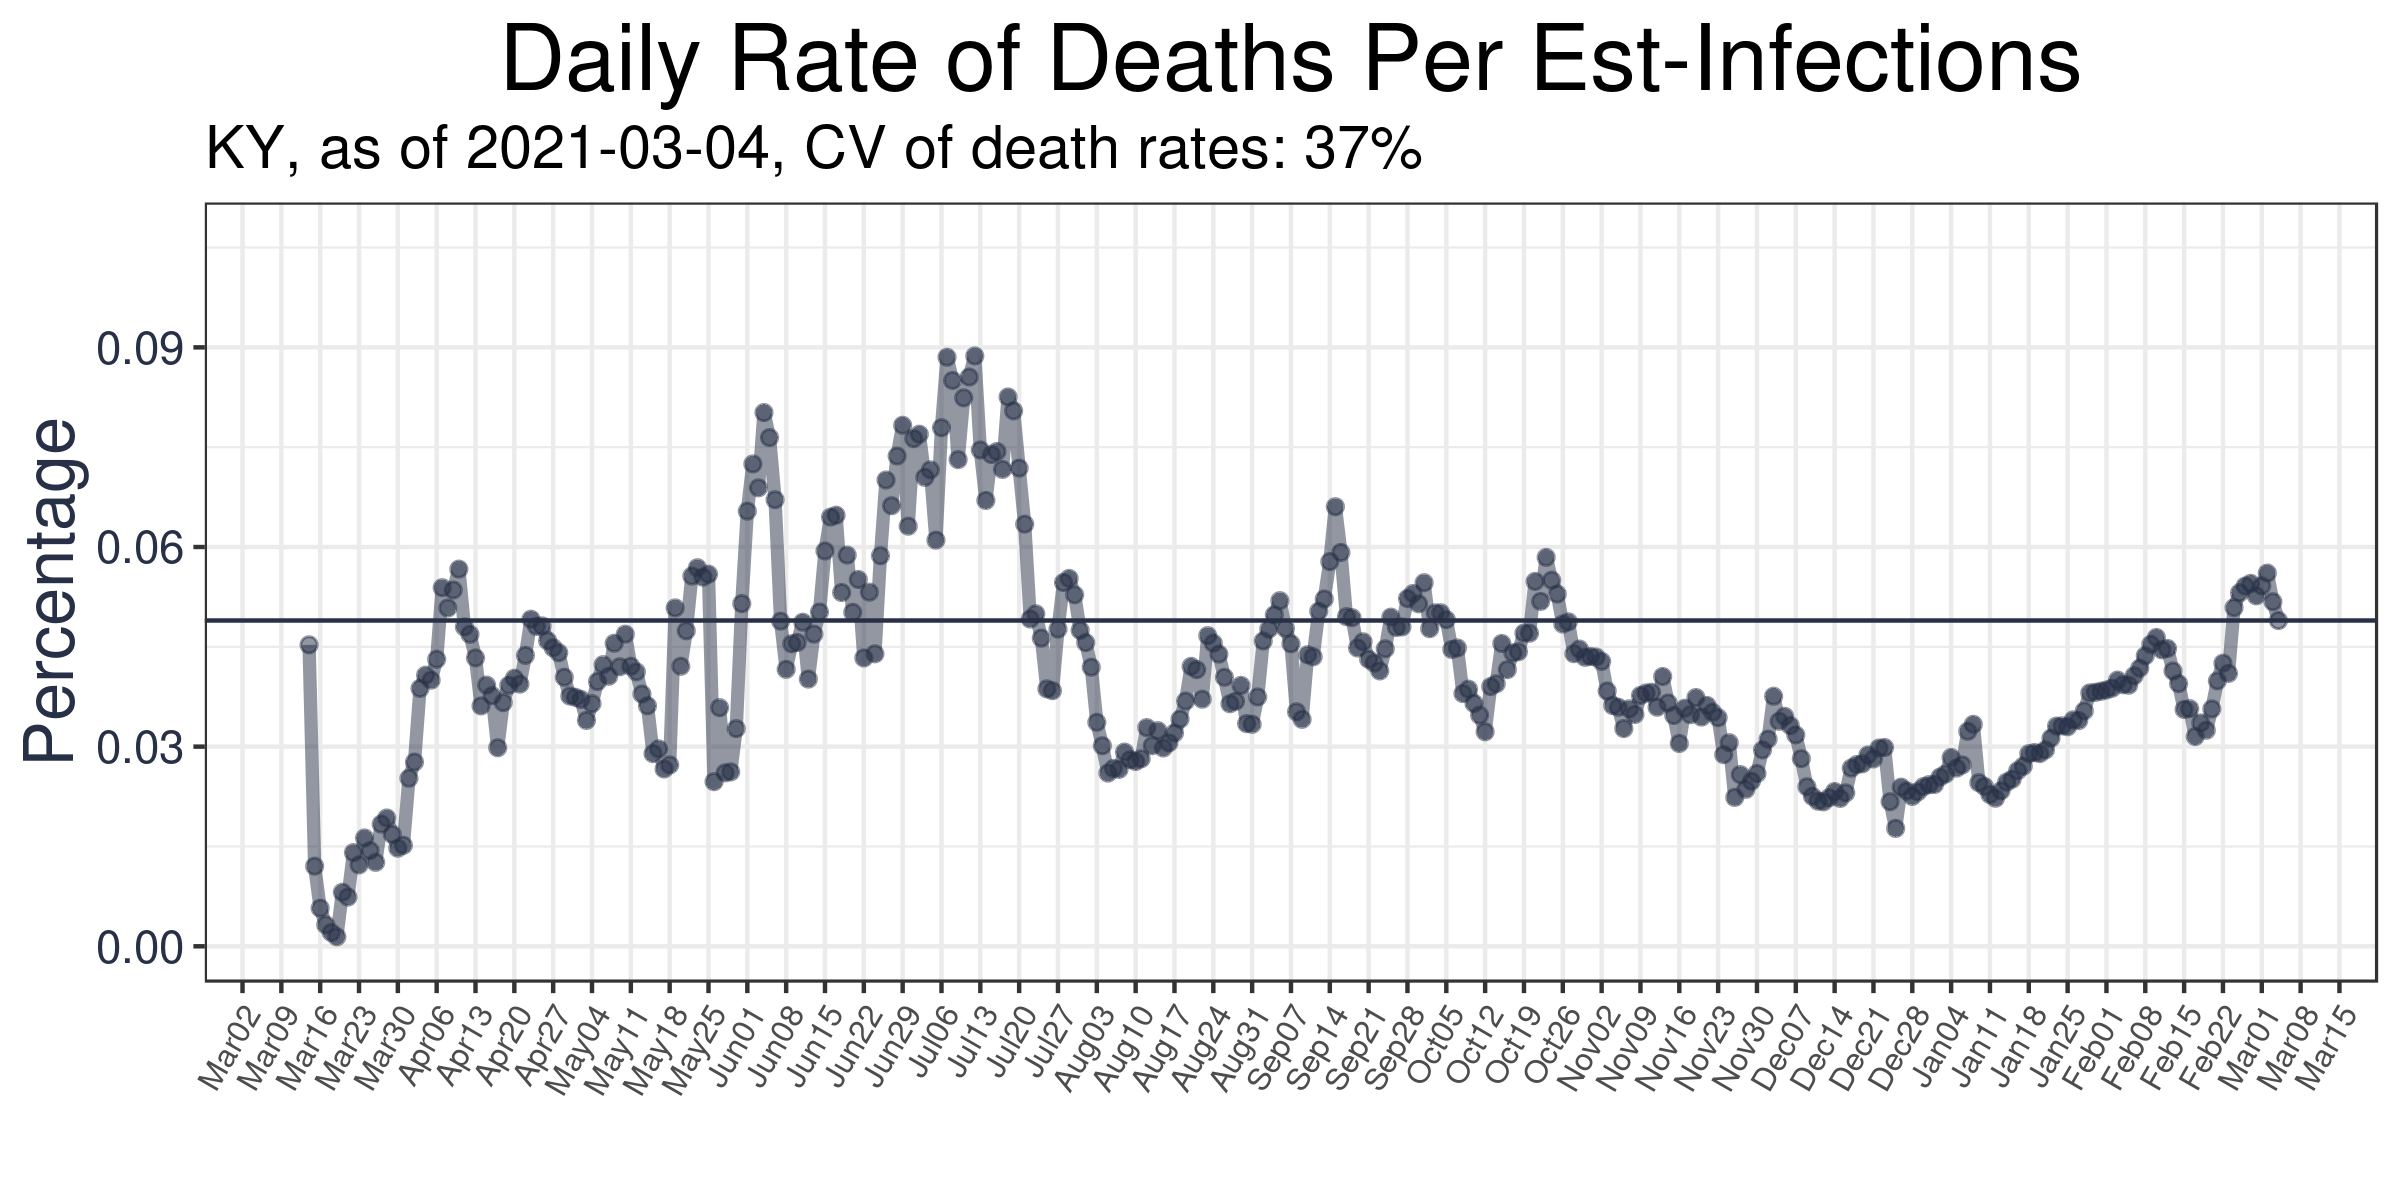 Daily Rate of Deaths Per Est-Infections
KY, as of 2021-03-04, CV of death rates: 37%
Percentage
0.09
0.06
0.03
0.00
Mar02
Mar09
Mar16
Mar23
Mar30
Apr06
Apr13
Apr20
Apr27
May04
May11
May18
May25
Jun01
Jun08
Jun15
Jun22
Jun29
Jul06
Jul13
Jul20
Jul27
Aug03
Aug10
Aug17
Aug24
Aug31
Sep07
Sep14
Sep21
Sep28
Oct05
Oct12
Oct19
Oct26
Nov02
Nov09
Nov16
Nov23
Nov30
Dec07
Dec14
Dec21
Dec28
Jan04
Jan11
Jan18
Jan25
Feb01
Feb08
Feb15
Feb22
Mar01
Mar08
Mar15